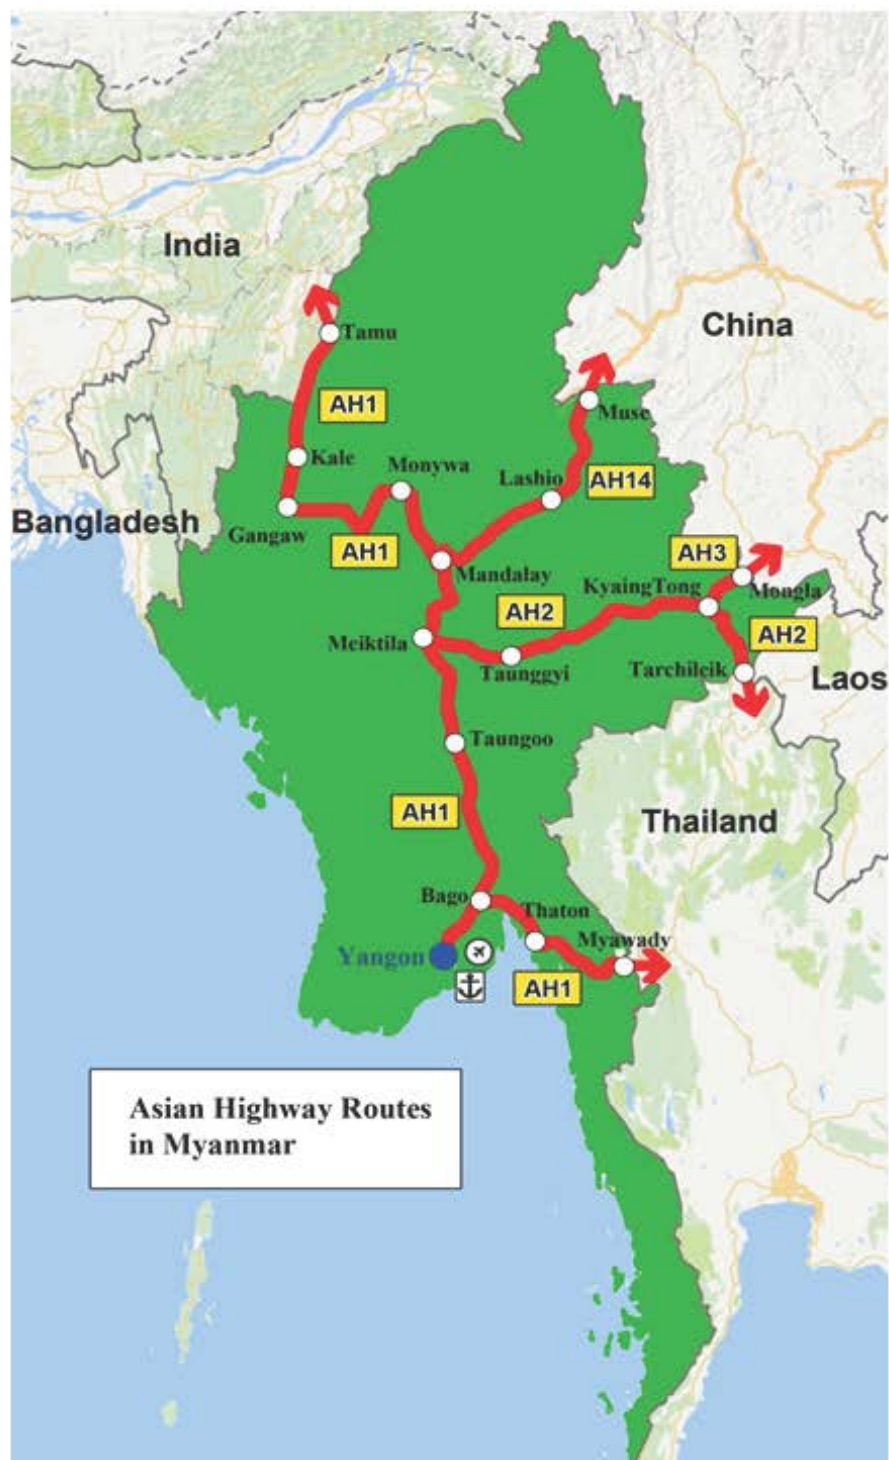 India
China
Tamu
AH1
Muse
Kale
Monywa
Lashio
AH14
Bangladesh
Gangaw
AH1
Mandalay
AH3
KyaingTong
Mongla
AH2
AH2
Meiktila
Taunggyi
Tarchileik
Laos
Taungoo
AH1
Thailand
Bago
Thaton
Myawady
Yangon
AH1
Asian Highway Routes
in Myanmar